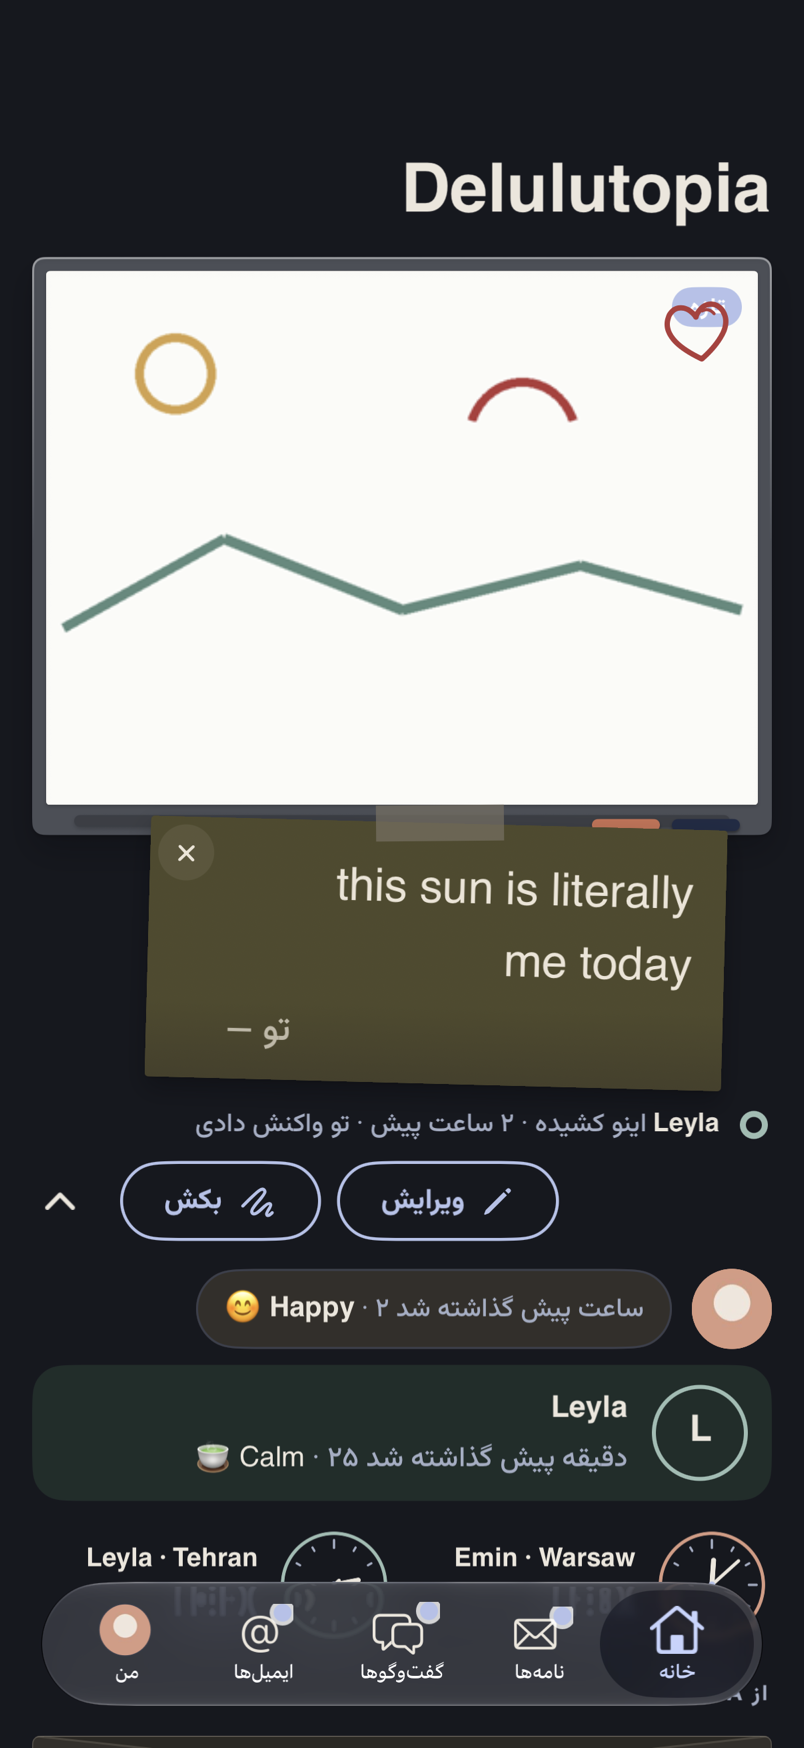 Delulutopia
this sun is literally
me today
تو —
Leyla اینو کشیده · ۲ ساعت پیش · تو واکنش دادی
ویرایش
بکش
ساعت پیش گذاشته شد ۲ · Happy 😊
L
Leyla
دقیقه پیش گذاشته شد ۲۵ · Calm 🍵
Emin · Warsaw
Leyla · Tehran
از
خانه
نامه‌ها
گفت‌وگوها
@
ایمیل‌ها
من